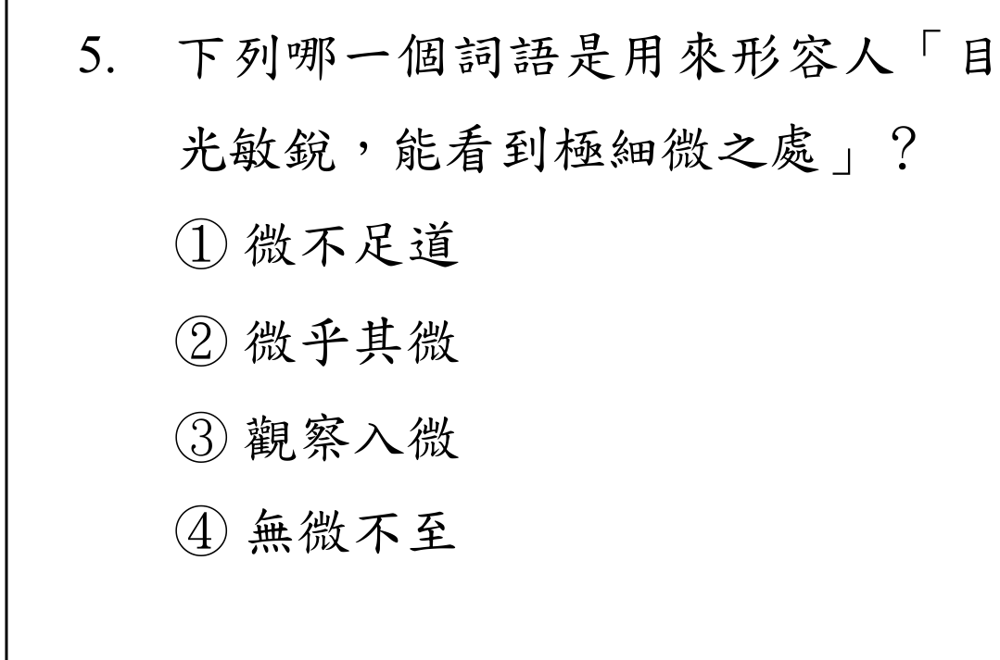 5. 下列哪一個詞語是用來形容人「目
光敏銳，能看到極細微之處」？
① 微不足道
② 微乎其微
③ 觀察入微
④ 無微不至